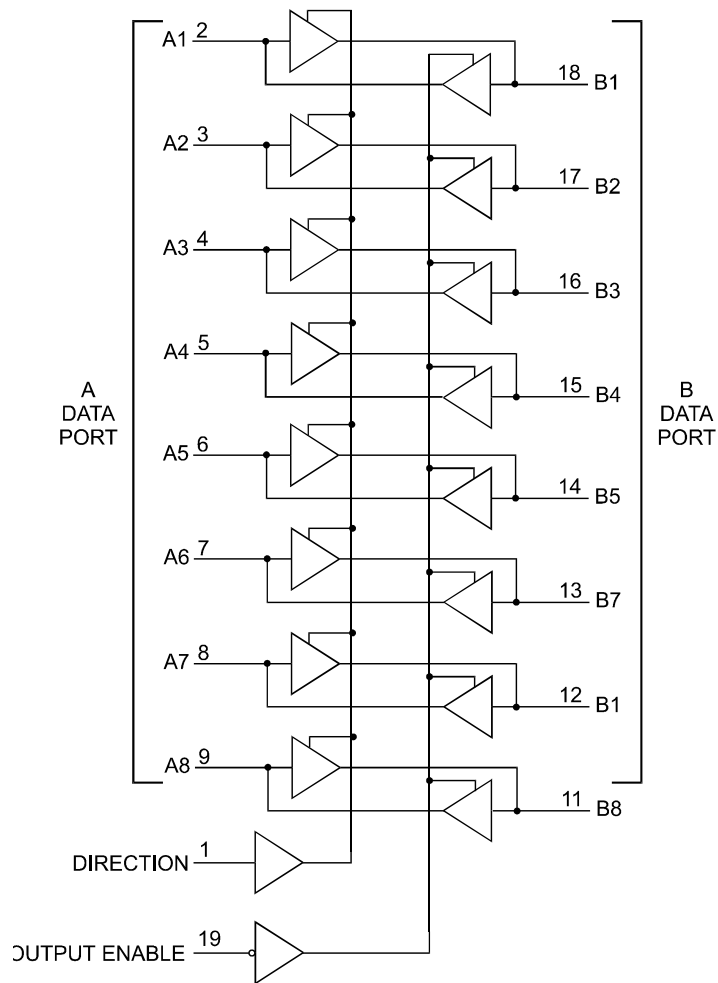 A1 2
18 B1
A2 3
17 B2
A3 4
16 B3
A4 5
15 B4
A
DATA
PORT
B
DATA
PORT
A5 6
14 B5
A6 7
13 B7
A7 8
12 B1
A8 9
11 B8
DIRECTION 1
OUTPUT ENABLE 19